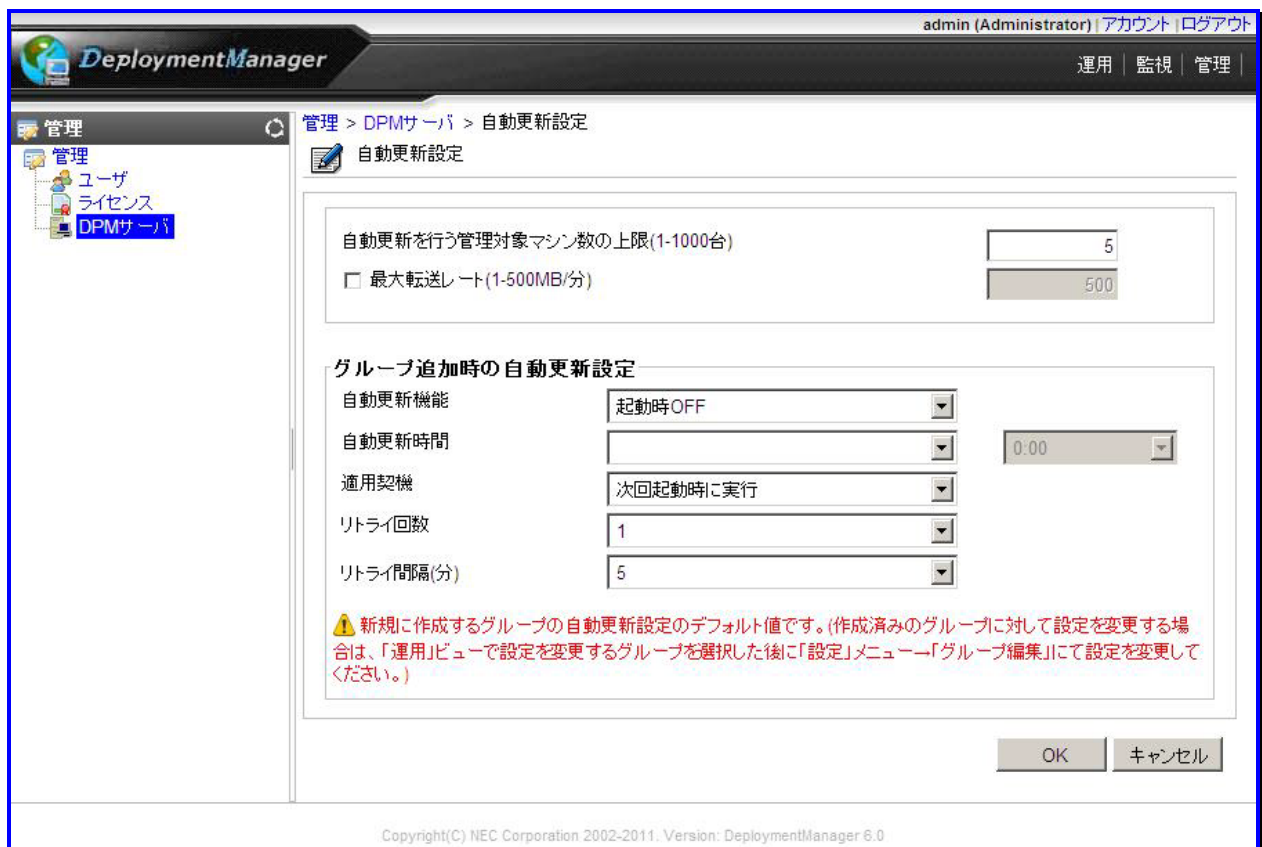 admin (Administrator) | アカウント | ログアウト
DeploymentManager
運用 | 監視 | 管理 |
管理
管理
ユーザ
ライセンス
DPMサーバ
管理 > DPMサーバ > 自動更新設定
自動更新設定
自動更新を行う管理対象マシン数の上限(1-1000台) 5
最大転送レート(1-500MB/分) 500
グループ追加時の自動更新設定
自動更新機能 起動時OFF
自動更新時間 0:00
適用契機 次回起動時に実行
リトライ回数 1
リトライ間隔(分) 5
新規に作成するグループの自動更新設定のデフォルト値です。(作成済みのグループに対して設定を変更する場
合は、「運用」ビューで設定を変更するグループを選択した後に「設定」メニュー→「グループ編集」にて設定を変更して
ください。)
OK キャンセル
Copyright(C) NEC Corporation 2002-2011. Version: DeploymentManager 6.0